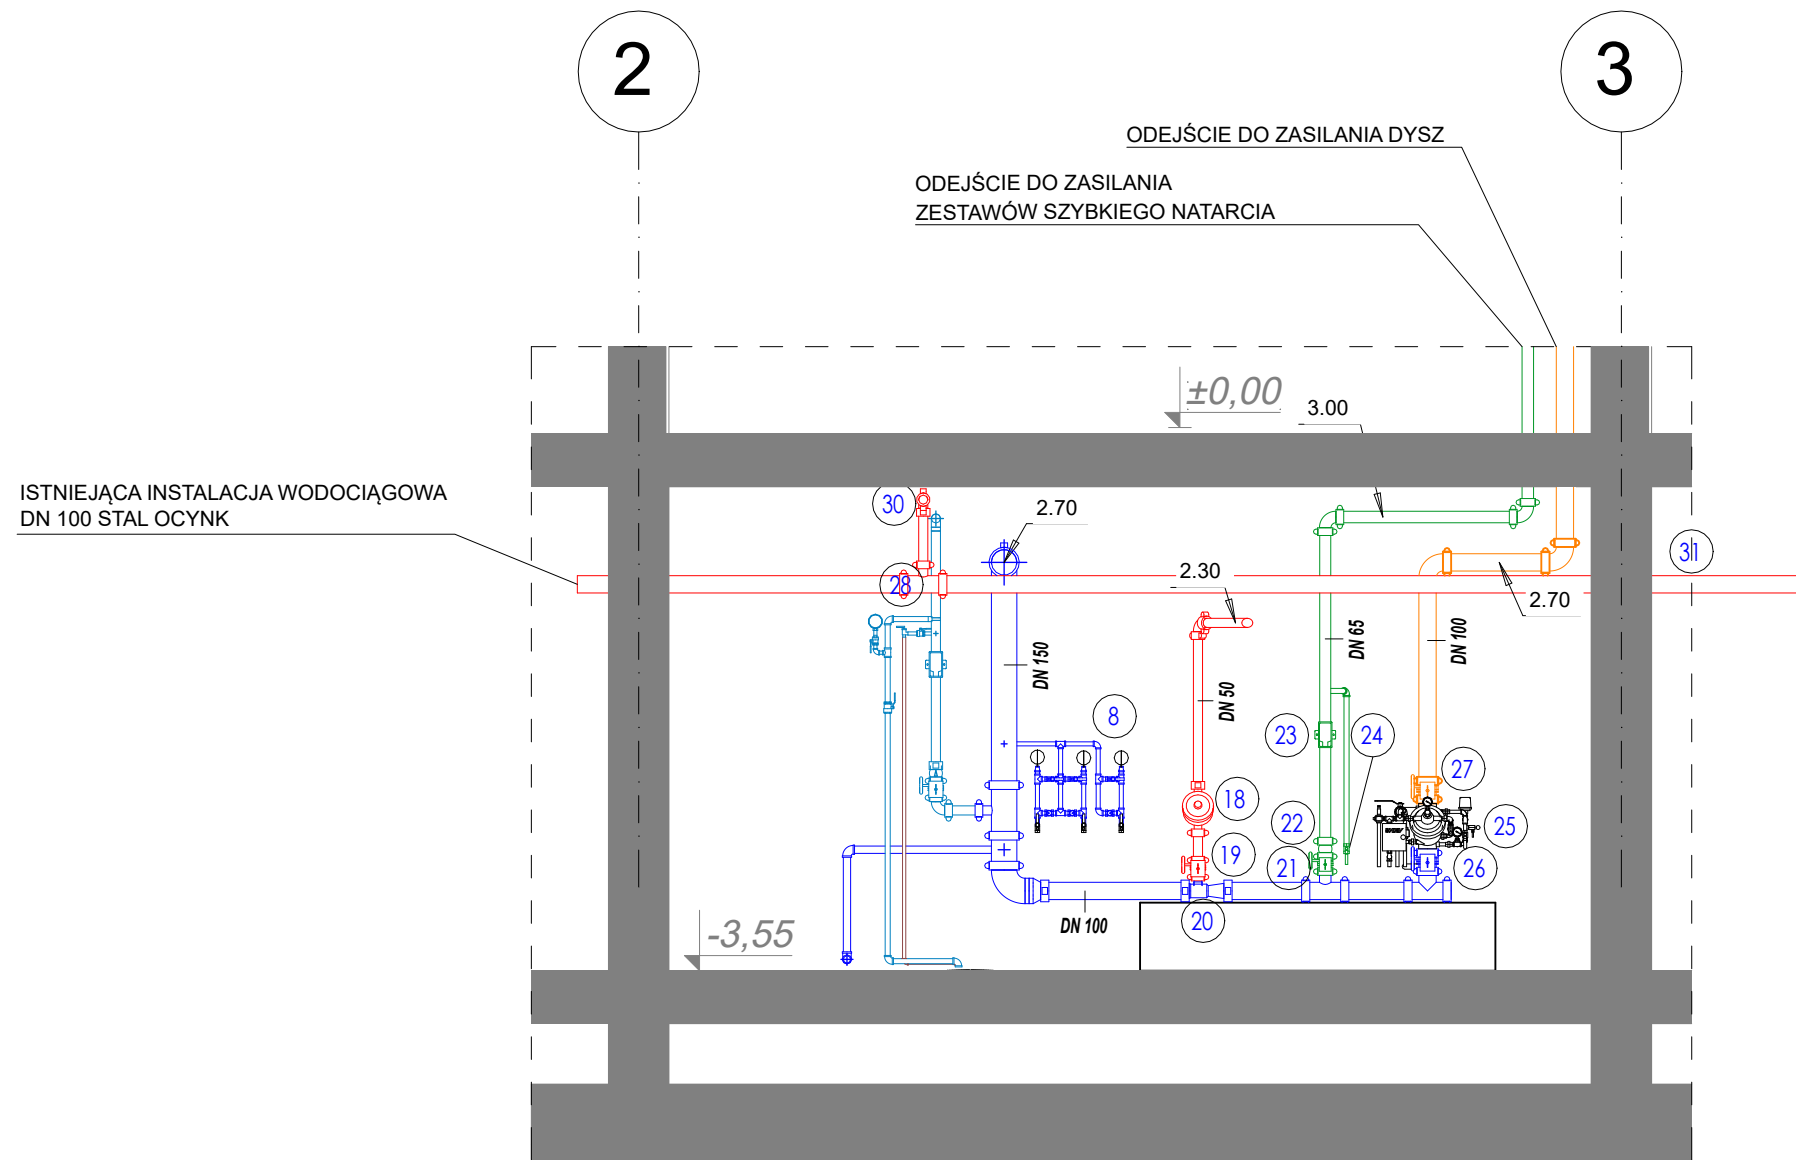 2
3
ODEJŚCIE DO ZASILANIA DYSZ
ODEJŚCIE DO ZASILANIA
ZESTAWÓW SZYBKIEGO NATARCIA
±0,00
3.00
ISTNIEJĄCA INSTALACJA WODOCIĄGOWA
DN 100 STAL OCYNK
30
2.70
31
28
2.30
2.70
DN 65
DN 100
DN 150
DN 50
8
23
24
27
18
22
25
19
21
26
20
DN 100
-3,55